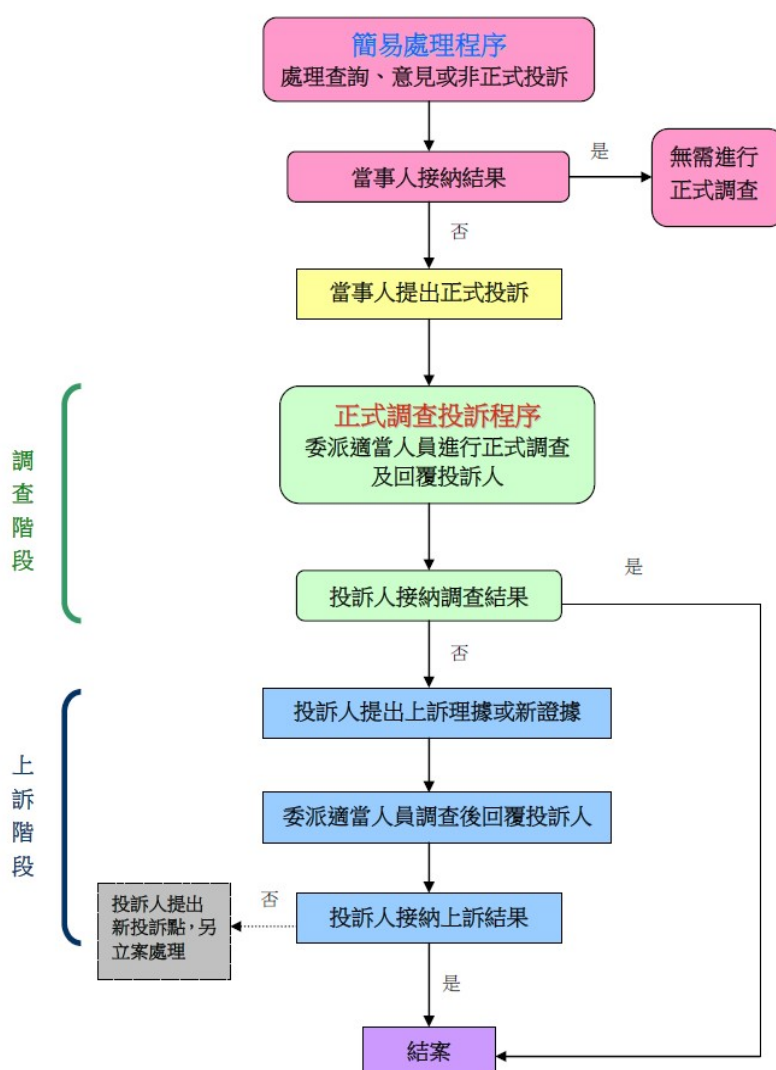 簡易處理程序
處理查詢、意見或非正式投訴
是
當事人接納結果
無需進行
正式調查
否
當事人提出正式投訴
調查階段
正式調查投訴程序
委派適當人員進行正式調查
及回覆投訴人
是
投訴人接納調查結果
否
上訴階段
投訴人提出上訴理據或新證據
委派適當人員調查後回覆投訴人
投訴人接納上訴結果
否
投訴人提出
新投訴點，另
立案處理
是
結案